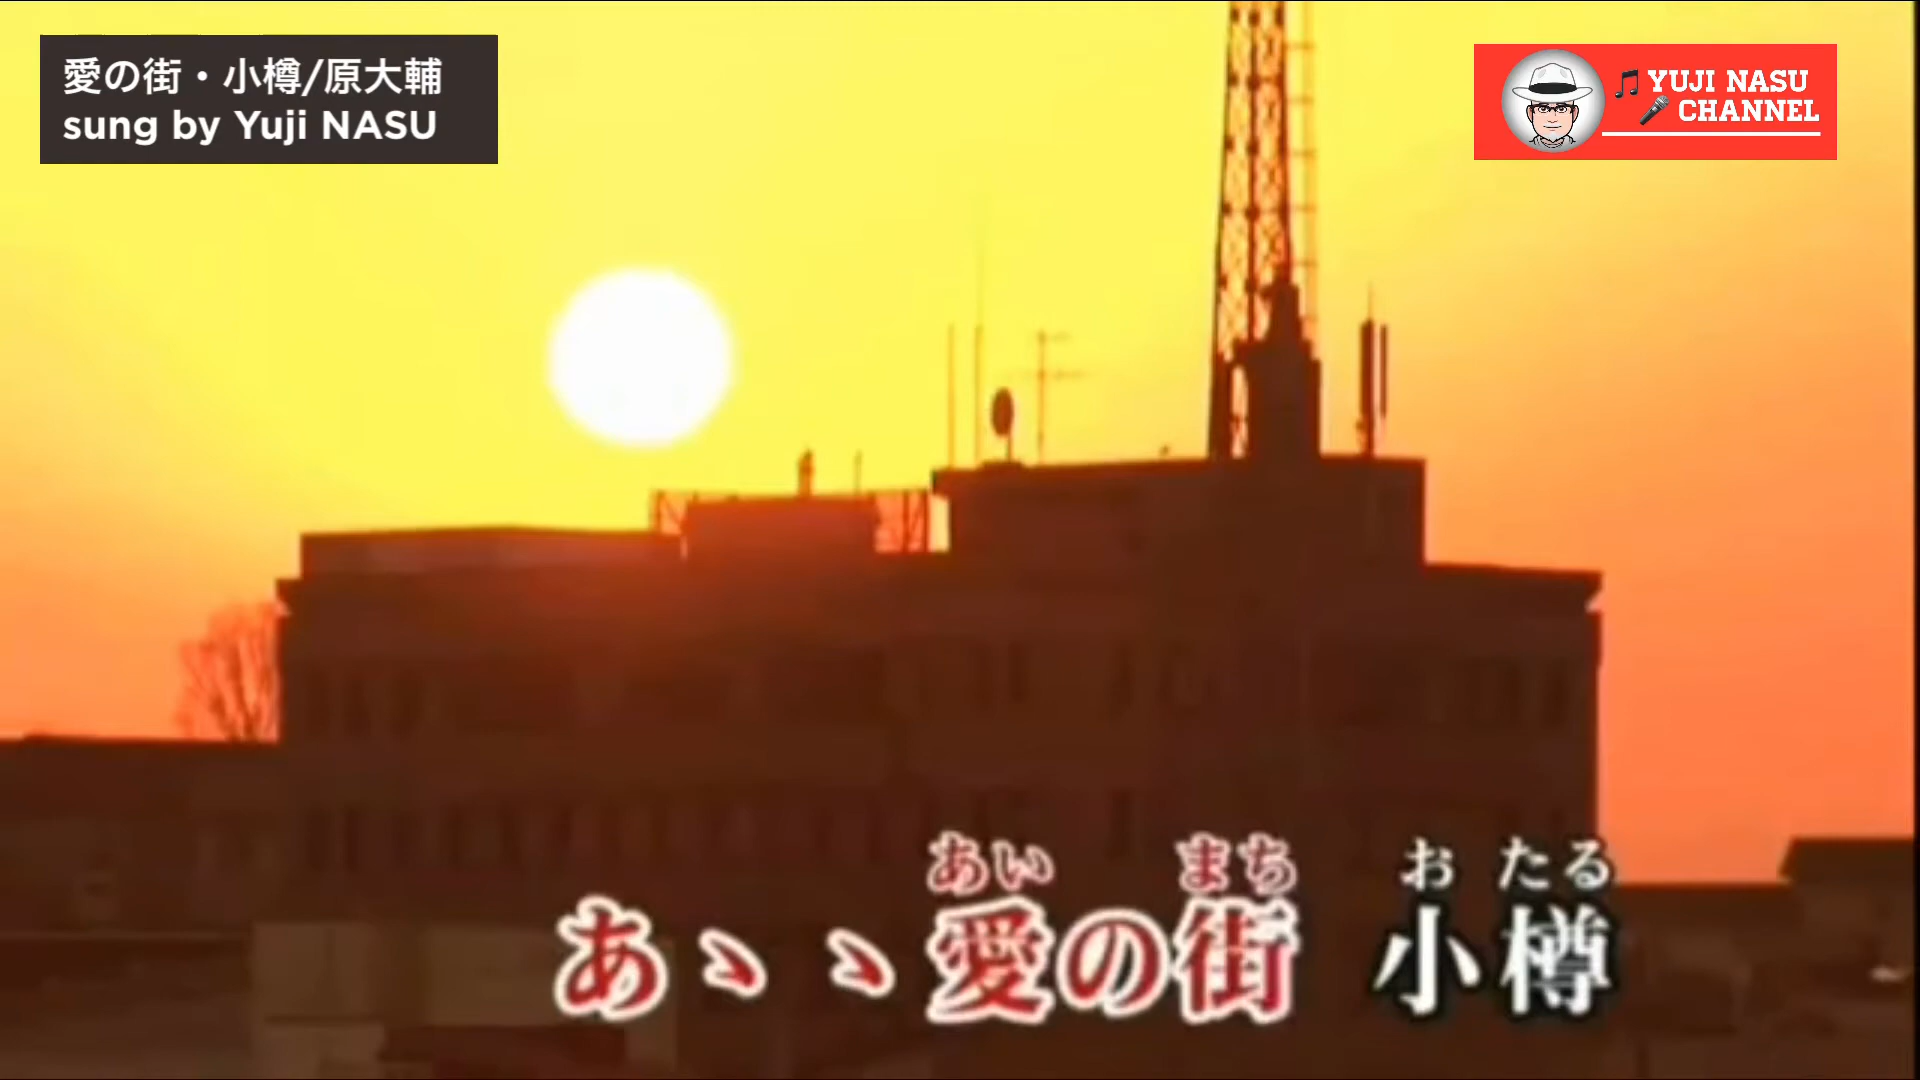 愛の街・小樽/原大輔
sung by Yuji NASU
YUJI NASU
CHANNEL
あい まち おたる
あゝゝ愛の街 小樽